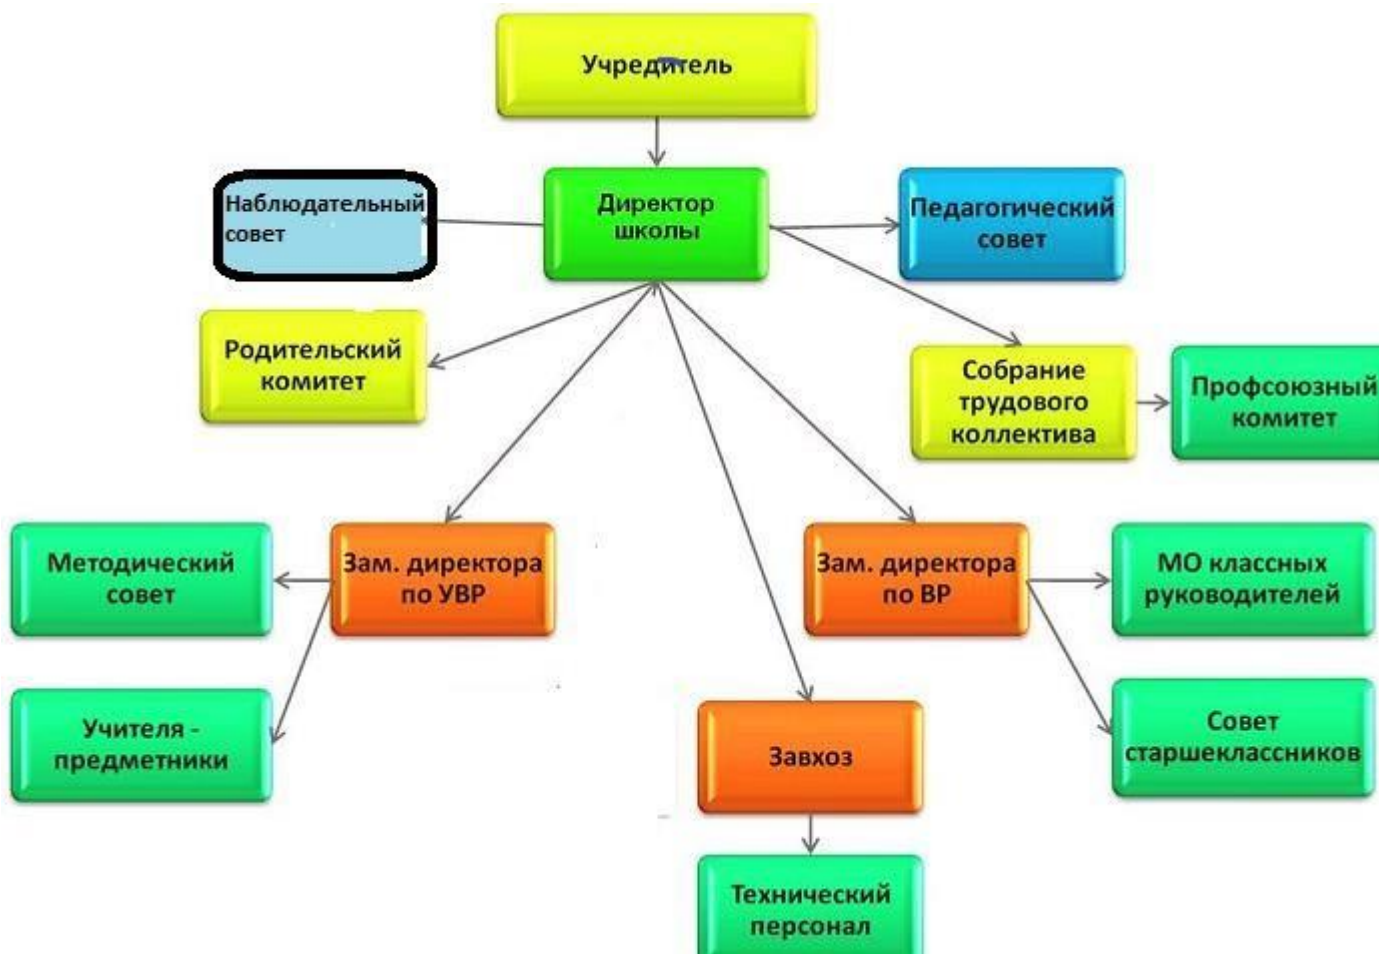 Учредитель
Наблюдательный
совет
Директор
школы
Педагогический
совет
Родительский
комитет
Собрание
трудового
коллектива
Профсоюзный
комитет
Методический
совет
Зам. директора
по УВР
Зам. директора
по ВР
МО классных
руководителей
Учителя -
предметники
Завхоз
Совет
старшеклассников
Технический
персонал